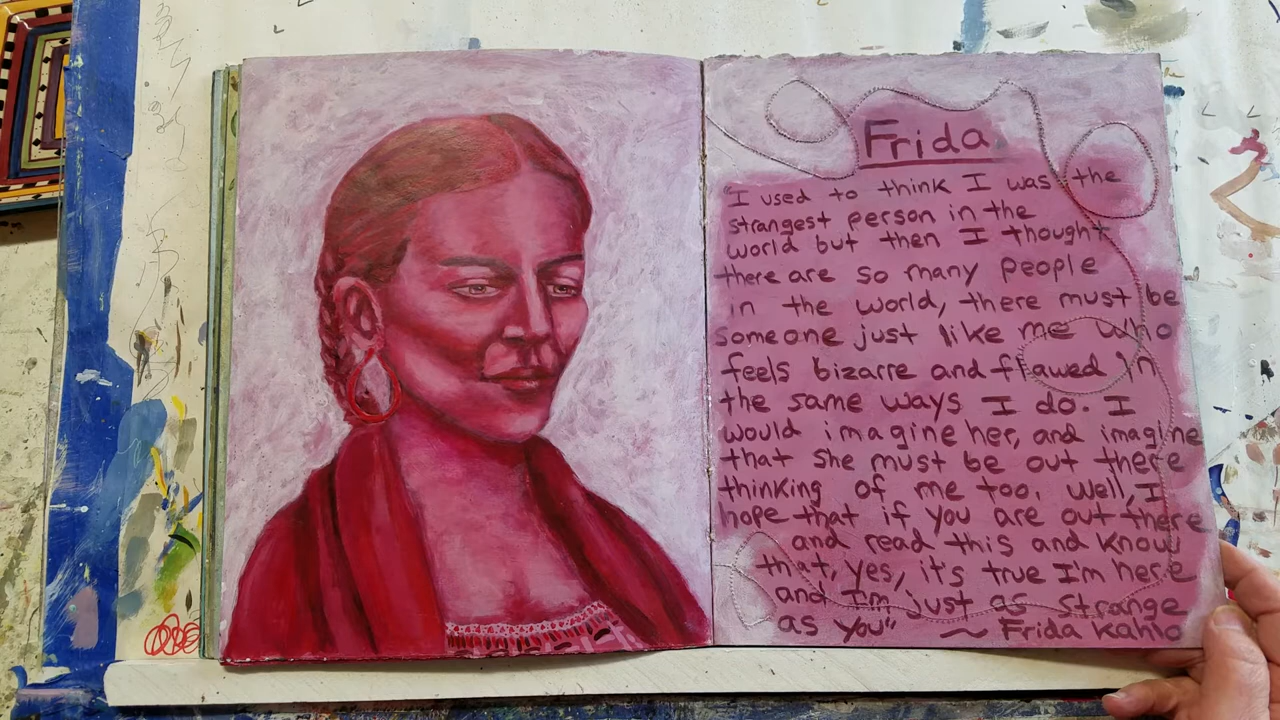 Frida
"I used to think I was the
strangest person in the
world but then I thought
there are so many people
in the world, there must be
someone just like me who
feels bizarre and flawed in
the same ways I do. I
would imagine her, and imagine
that she must be out there
thinking of me too. Well, I
hope that if you are out there
and read this and know
that, yes, it's true I'm here
and I'm just as strange
as you"  ~ Frida Kahlo